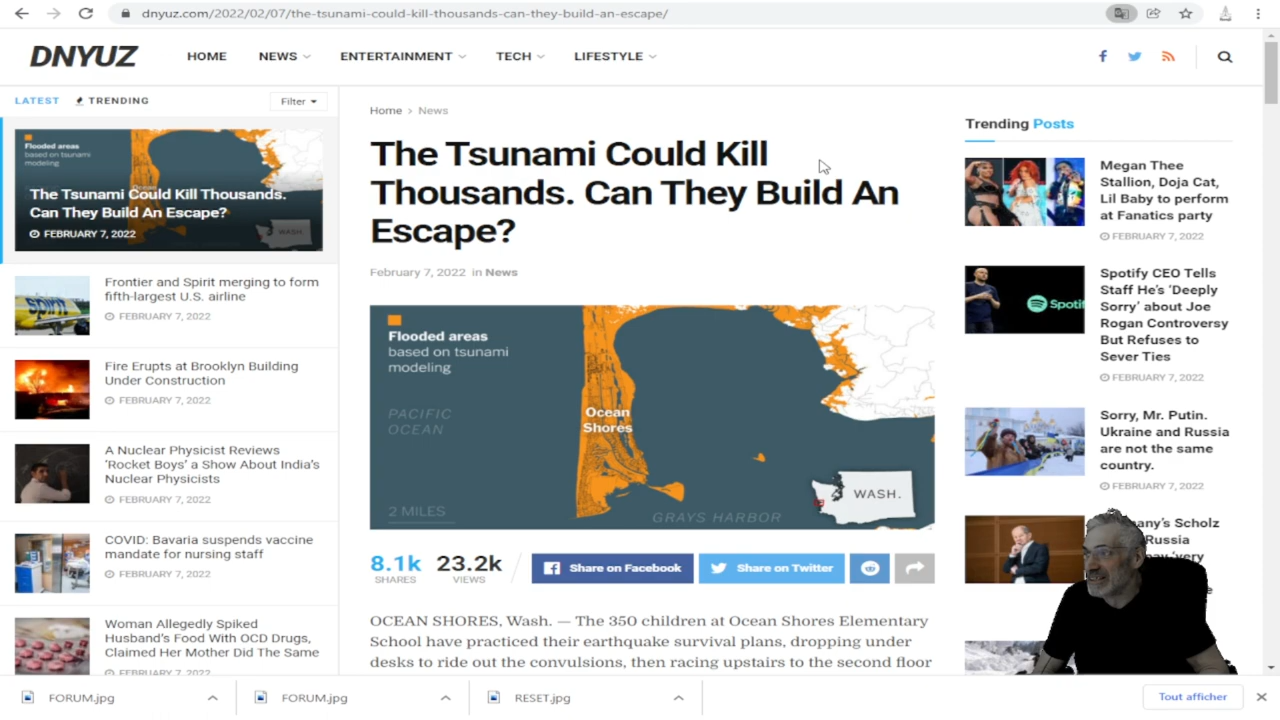 dnyuz.com/2022/02/07/the-tsunami-could-kill-thousands-can-they-build-an-escape/
DNYUZ
HOME
NEWS
ENTERTAINMENT
TECH
LIFESTYLE
LATEST
TRENDING
Filter
Flooded areas
based on tsunami
modeling
The Tsunami Could Kill Thousands.
Can They Build An Escape?
FEBRUARY 7, 2022
WASH.
Frontier and Spirit merging to form
fifth-largest U.S. airline
FEBRUARY 7, 2022
spirit
Fire Erupts at Brooklyn Building
Under Construction
FEBRUARY 7, 2022
A Nuclear Physicist Reviews
‘Rocket Boys’ a Show About India’s
Nuclear Physicists
FEBRUARY 7, 2022
COVID: Bavaria suspends vaccine
mandate for nursing staff
FEBRUARY 7, 2022
Woman Allegedly Spiked
Husband’s Food With OCD Drugs,
Claimed Her Mother Did The Same
FEBRUARY 7, 2022
Home > News
The Tsunami Could Kill
Thousands. Can They Build An
Escape?
February 7, 2022 in News
Flooded areas
based on tsunami
modeling
PACIFIC
OCEAN
Ocean
Shores
2 MILES
GRAYS HARBOR
WASH.
8.1k
SHARES
23.2k
VIEWS
Share on Facebook
Share on Twitter
OCEAN SHORES, Wash. — The 350 children at Ocean Shores Elementary
School have practiced their earthquake survival plans, dropping under
desks to ride out the convulsions, then racing upstairs to the second floor
Trending Posts
Megan Thee
Stallion, Doja Cat,
Lil Baby to perform
at Fanatics party
FEBRUARY 7, 2022
Spotify CEO Tells
Staff He’s ‘Deeply
Sorry’ about Joe
Rogan Controversy
But Refuses to
Sever Ties
FEBRUARY 7, 2022
Sorry, Mr. Putin.
Ukraine and Russia
are not the same
country.
FEBRUARY 7, 2022
Scholz
Russia
FORUM.jpg
FORUM.jpg
RESET.jpg
Tout afficher